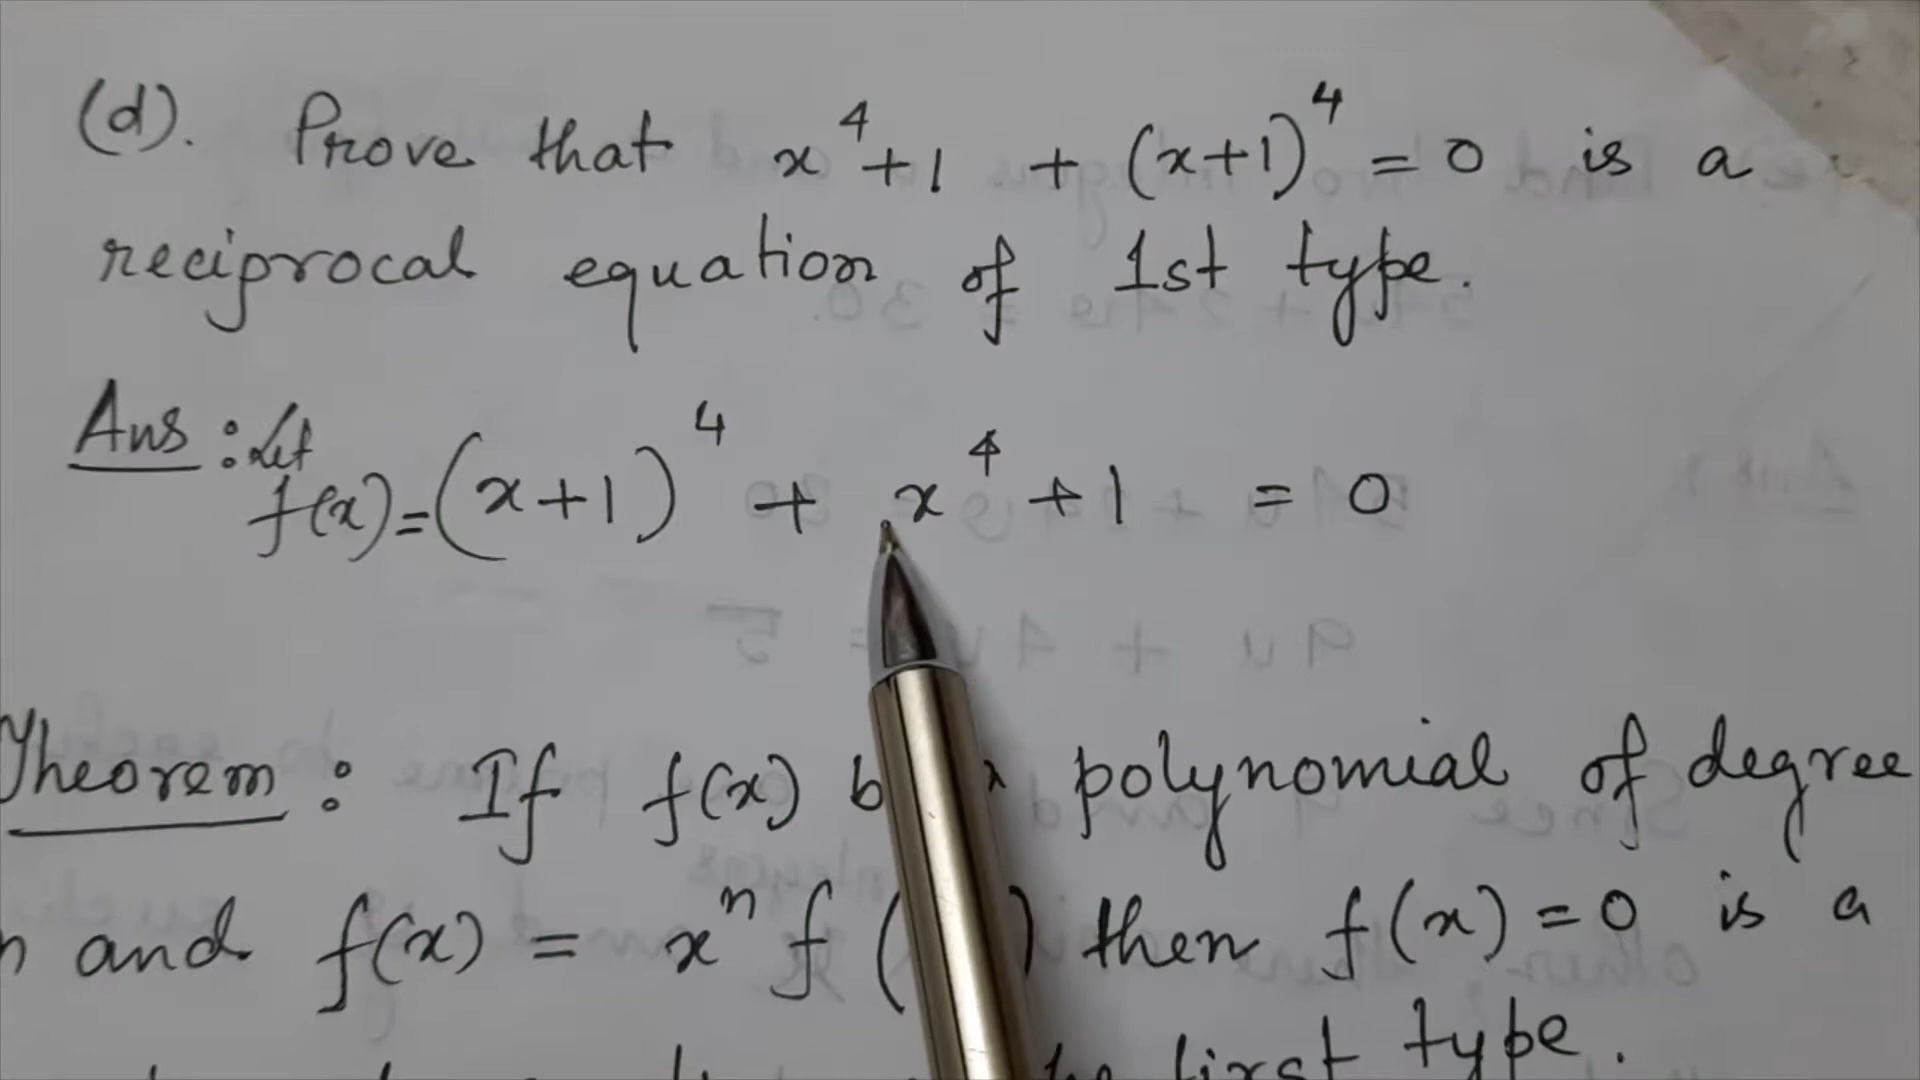 (d). Prove that x⁴+1 + (x+1)⁴ = 0 is a
reciprocal equation of 1st type.
Ans : Let
f(x) = (x+1)⁴ + x⁴ + 1 = 0
Theorem : If f(x) polynomial of degree
n and f(x) = xⁿ f ( ) then f(x) = 0 is a
first type.